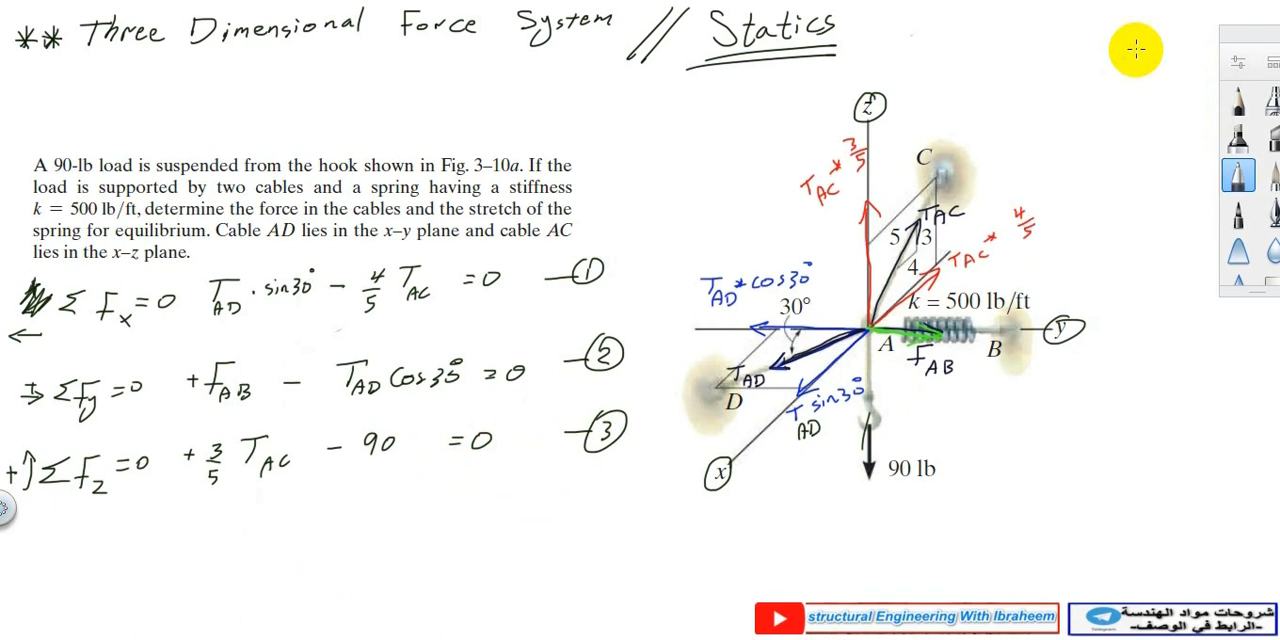 ** Three Dimensional Force System // Statics
A 90-lb load is suspended from the hook shown in Fig. 3–10a. If the
load is supported by two cables and a spring having a stiffness
k = 500 lb/ft, determine the force in the cables and the stretch of the
spring for equilibrium. Cable AD lies in the x–y plane and cable AC
lies in the x–z plane.
Σ Fx = 0 TAD · sin30° − 4/5 TAC = 0 — ①
Σ Fy = 0 + FAB − TAD Cos30° = 0 — ②
+↑ Σ Fz = 0 + 3/5 TAC − 90 = 0 — ③
z
TAC * 3/5
C
TAC
5
3
4
TAC * 4/5
TAD * cos30°
30°
k = 500 lb/ft
y
A
B
FAB
TAD
D
TAD sin30°
x
90 lb
structural Engineering With Ibraheem
شروحات مواد الهندسة
-الرابط في الوصف-